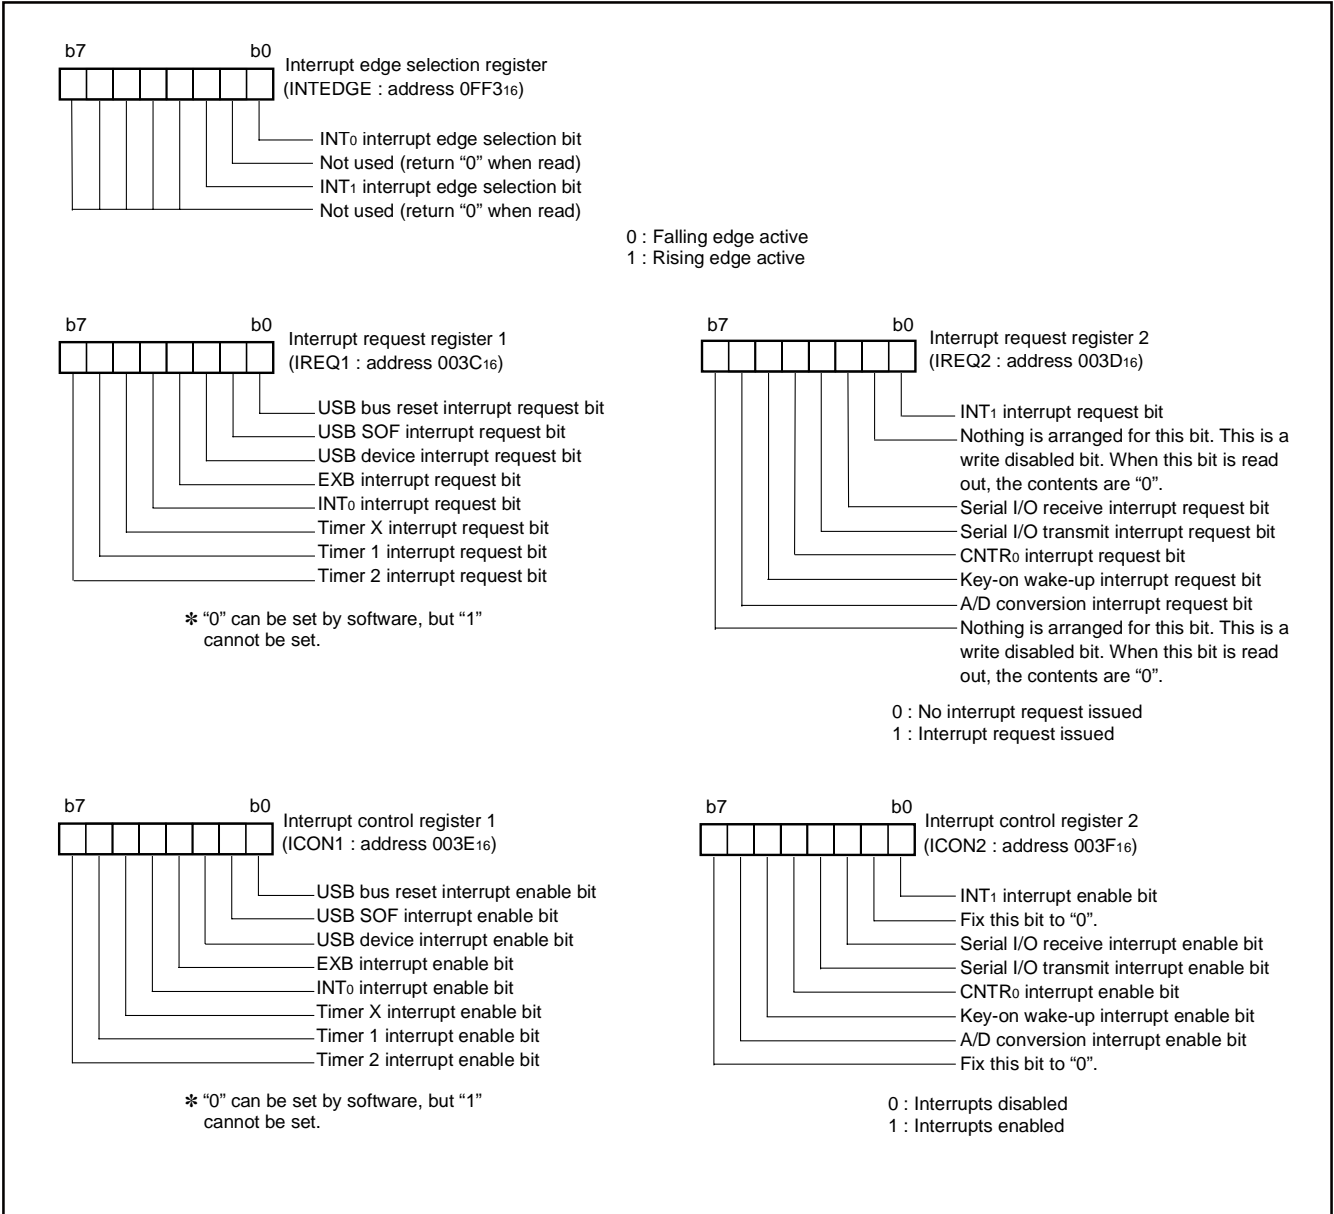 b7 b0
Interrupt edge selection register
(INTEDGE : address 0FF316)
INT0 interrupt edge selection bit
Not used (return “0” when read)
INT1 interrupt edge selection bit
Not used (return “0” when read)
0 : Falling edge active
1 : Rising edge active
b7 b0
Interrupt request register 1
(IREQ1 : address 003C16)
USB bus reset interrupt request bit
USB SOF interrupt request bit
USB device interrupt request bit
EXB interrupt request bit
INT0 interrupt request bit
Timer X interrupt request bit
Timer 1 interrupt request bit
Timer 2 interrupt request bit
✻ “0” can be set by software, but “1”
cannot be set.
b7 b0
Interrupt request register 2
(IREQ2 : address 003D16)
INT1 interrupt request bit
Nothing is arranged for this bit. This is a
write disabled bit. When this bit is read
out, the contents are “0”.
Serial I/O receive interrupt request bit
Serial I/O transmit interrupt request bit
CNTR0 interrupt request bit
Key-on wake-up interrupt request bit
A/D conversion interrupt request bit
Nothing is arranged for this bit. This is a
write disabled bit. When this bit is read
out, the contents are “0”.
0 : No interrupt request issued
1 : Interrupt request issued
b7 b0
Interrupt control register 1
(ICON1 : address 003E16)
USB bus reset interrupt enable bit
USB SOF interrupt enable bit
USB device interrupt enable bit
EXB interrupt enable bit
INT0 interrupt enable bit
Timer X interrupt enable bit
Timer 1 interrupt enable bit
Timer 2 interrupt enable bit
✻ “0” can be set by software, but “1”
cannot be set.
b7 b0
Interrupt control register 2
(ICON2 : address 003F16)
INT1 interrupt enable bit
Fix this bit to “0”.
Serial I/O receive interrupt enable bit
Serial I/O transmit interrupt enable bit
CNTR0 interrupt enable bit
Key-on wake-up interrupt enable bit
A/D conversion interrupt enable bit
Fix this bit to “0”.
0 : Interrupts disabled
1 : Interrupts enabled